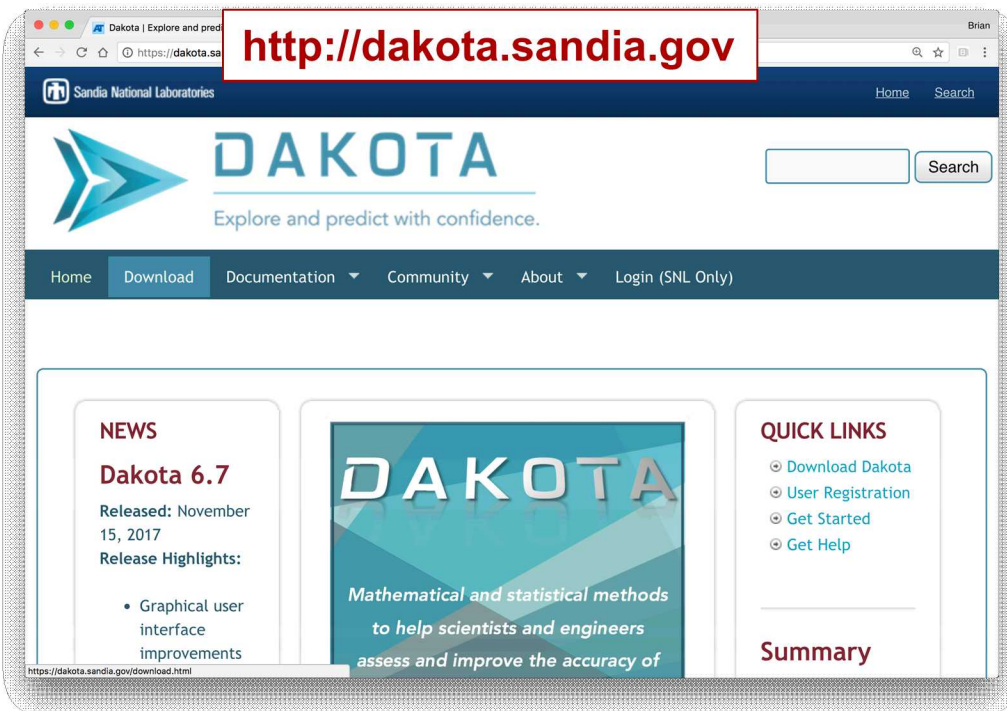 Dakota | Explore and predi
http://dakota.sandia.gov
Brian
https://dakota.sa
Sandia National Laboratories
Home
Search
DAKOTA
Explore and predict with confidence.
Search
Home
Download
Documentation
Community
About
Login (SNL Only)
NEWS
Dakota 6.7
Released: November
15, 2017
Release Highlights:
• Graphical user
interface
improvements
DAKOTA
Mathematical and statistical methods
to help scientists and engineers
assess and improve the accuracy of
QUICK LINKS
Download Dakota
User Registration
Get Started
Get Help
Summary
https://dakota.sandia.gov/download.html